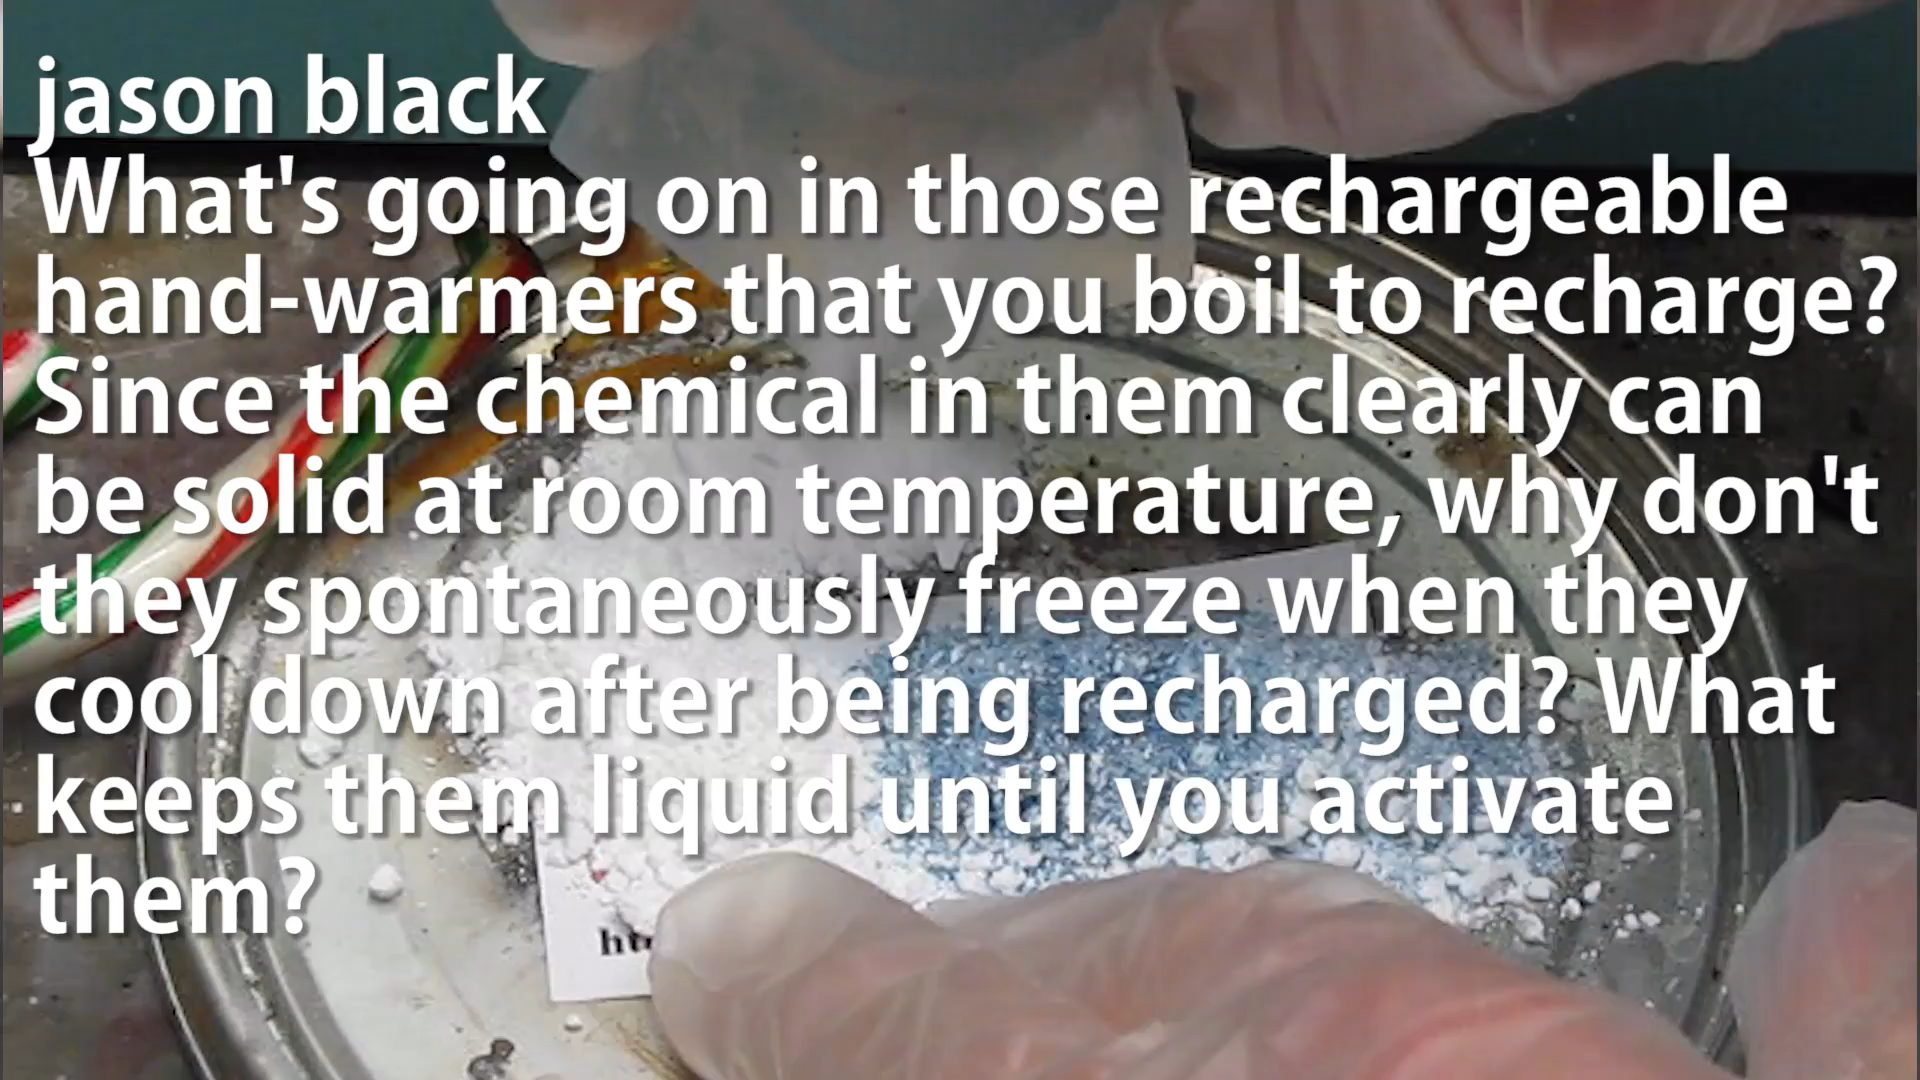 jason black
What's going on in those rechargeable
hand-warmers that you boil to recharge?
Since the chemical in them clearly can
be solid at room temperature, why don't
they spontaneously freeze when they
cool down after being recharged? What
keeps them liquid until you activate
them?